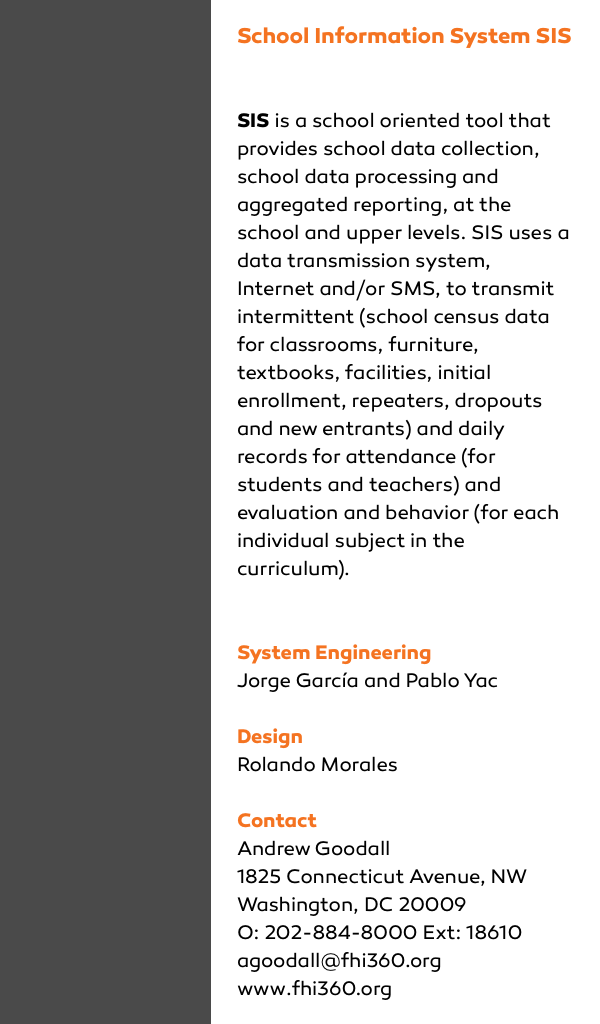 School Information System SIS
SIS is a school oriented tool that
provides school data collection,
school data processing and
aggregated reporting, at the
school and upper levels. SIS uses a
data transmission system,
Internet and/or SMS, to transmit
intermittent (school census data
for classrooms, furniture,
textbooks, facilities, initial
enrollment, repeaters, dropouts
and new entrants) and daily
records for attendance (for
students and teachers) and
evaluation and behavior (for each
individual subject in the
curriculum).
System Engineering
Jorge García and Pablo Yac
Design
Rolando Morales
Contact
Andrew Goodall
1825 Connecticut Avenue, NW
Washington, DC 20009
O: 202-884-8000 Ext: 18610
agoodall@fhi360.org
www.fhi360.org